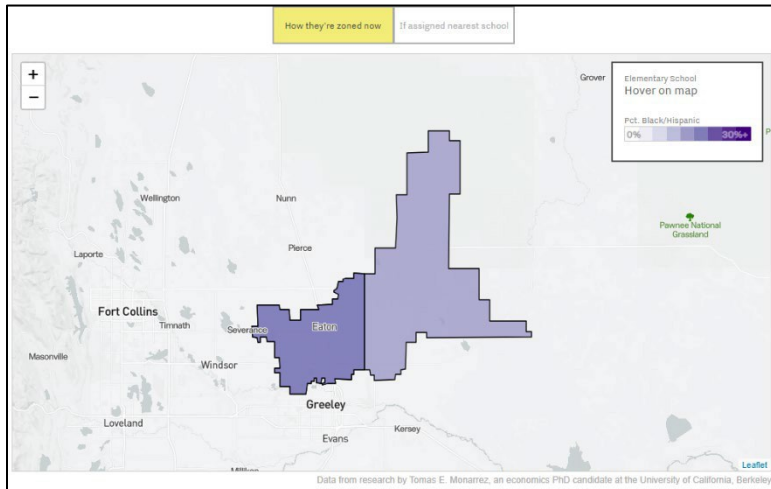 How they're zoned now
If assigned nearest school
+
−
Elementary School
Hover on map
Pct. Black/Hispanic
0%
30%+
Grover
Wellington
Nunn
Pawnee National
Grassland
Pierce
Laporte
Fort Collins
Timnath
Severance
Eaton
Masonville
Windsor
Greeley
Loveland
Kersey
Evans
Leaflet
Data from research by Tomas E. Monarrez, an economics PhD candidate at the University of California, Berkeley